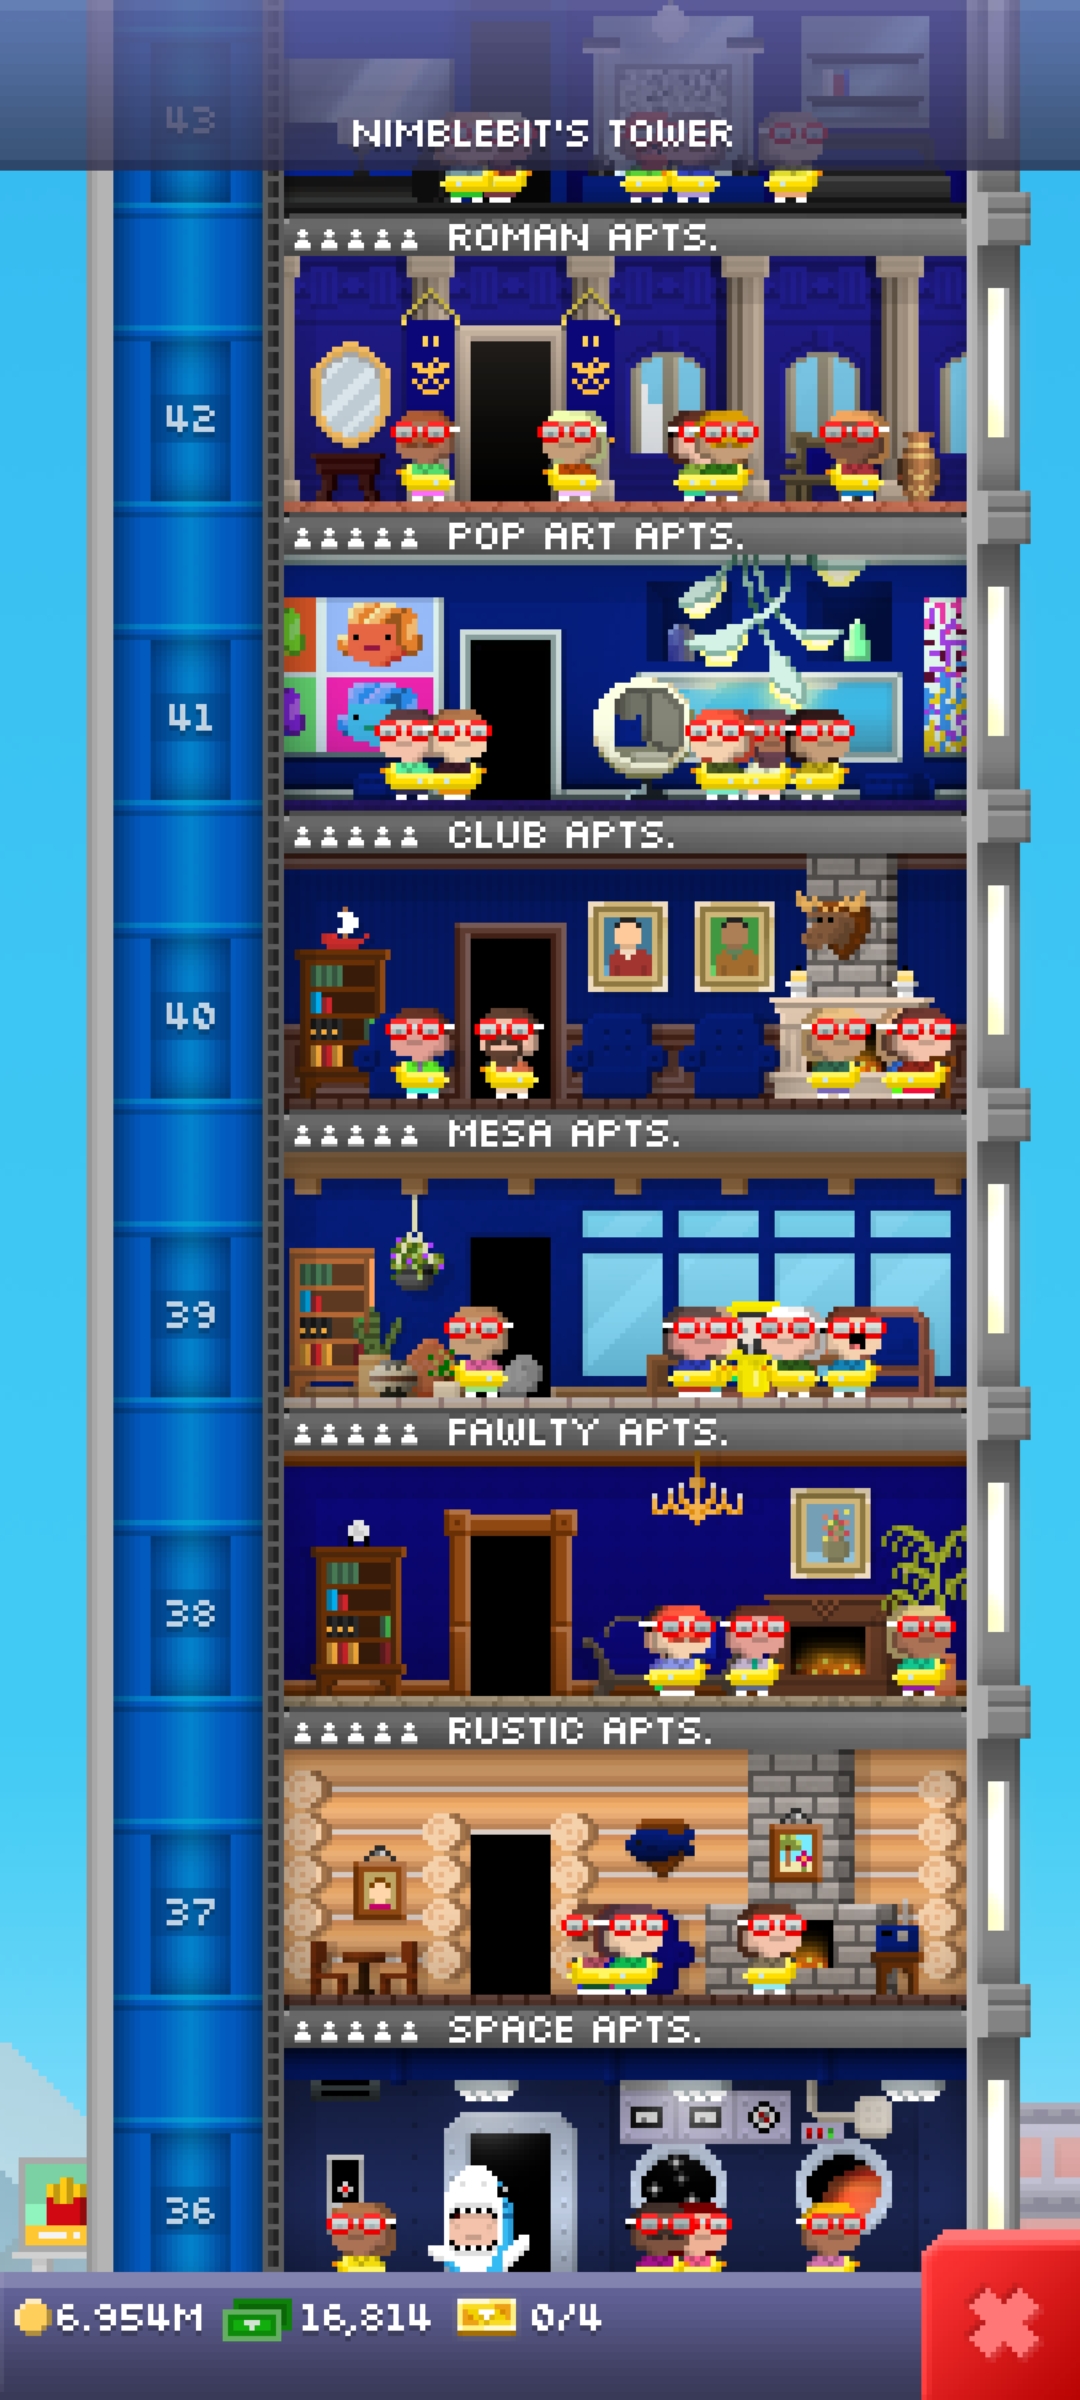 43
NIMBLEBIT'S TOWER
ROMAN APTS.
42
POP ART APTS.
41
CLUB APTS.
40
MESA APTS.
39
FAWLTY APTS.
38
RUSTIC APTS.
37
SPACE APTS.
36
6.954M 16,814 0/4